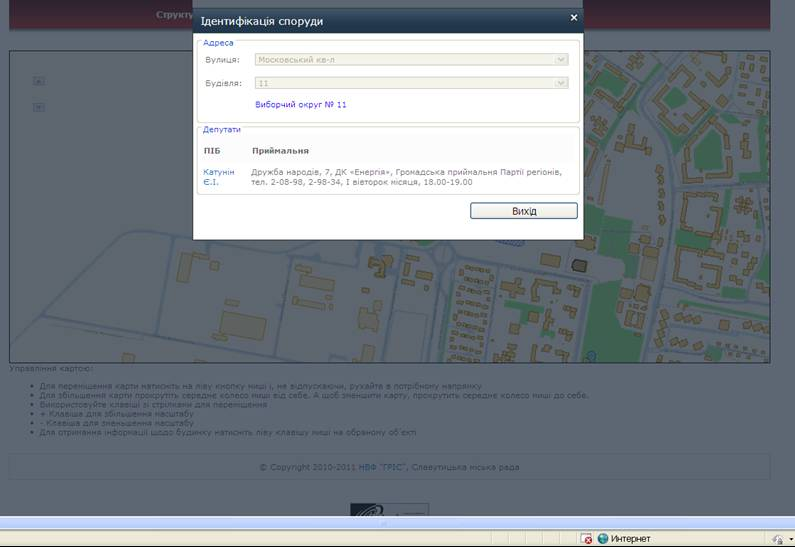 Структу
Ідентифікація споруди
Адреса
Вулиця: Московський кв-л
Будівля: 11
Виборчий округ № 11
Депутати
ПІБ Приймальня
Катунін Є.І.
Дружба народів, 7, ДК «Енергія», Громадська приймальня Партії регіонів,
тел. 2-08-98, 2-98-34, І вівторок місяця, 18.00-19.00
Вихід
Управління картою:
Для переміщення карти натисніть на ліву кнопку миші і, не відпускаючи, рухайте в потрібному напрямку
Для збільшення карти прокрутіть середнє колесо миші від себе. А щоб зменшити карту, прокрутить середнє колесо миші до себе.
Використовуйте клавіші зі стрілками для переміщення
+ Клавіша для збільшення масштабу
- Клавіша для зменьшення масштабу
Для отримання інформації щодо будинку натисніть ліву клавішу миші на обраному об'єкті
© Copyright 2010-2011 НВФ "ГРІС", Славутицька міська рада
Интернет